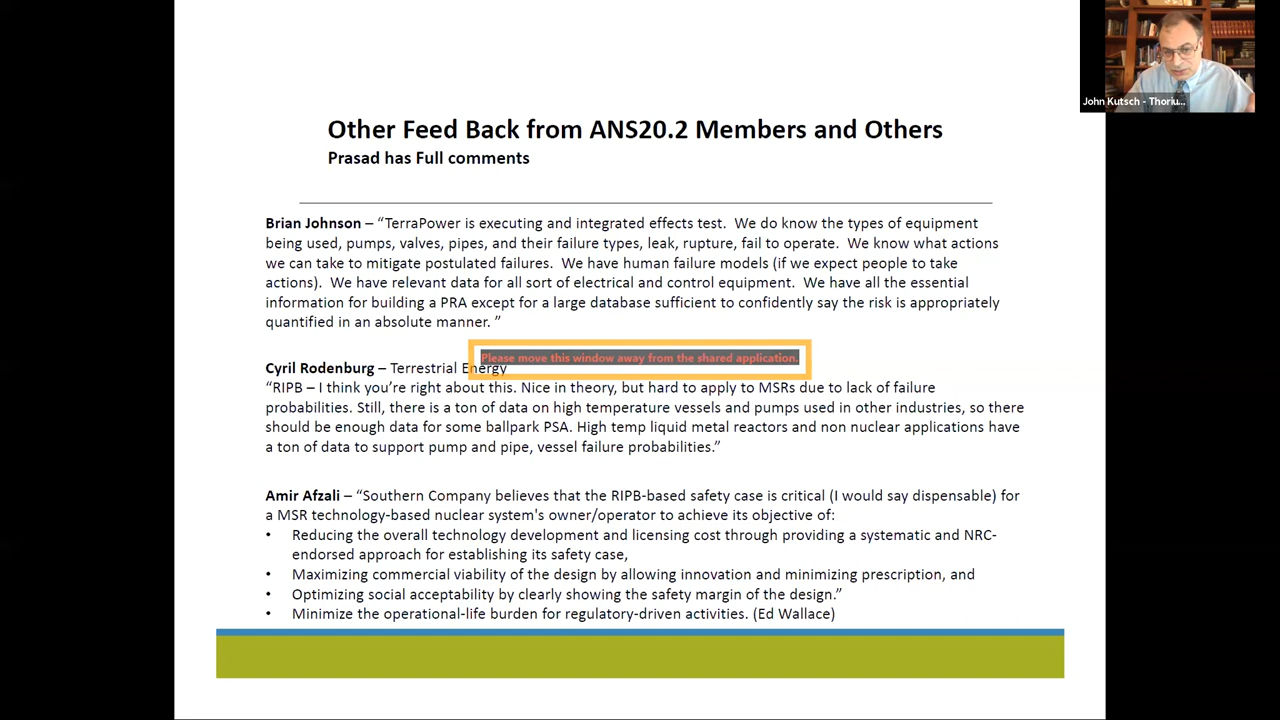 Other Feed Back from ANS20.2 Members and Others
Prasad has Full comments
John Kutsch - Thoriu...
Brian Johnson – “TerraPower is executing and integrated effects test. We do know the types of equipment
being used, pumps, valves, pipes, and their failure types, leak, rupture, fail to operate. We know what actions
we can take to mitigate postulated failures. We have human failure models (if we expect people to take
actions). We have relevant data for all sort of electrical and control equipment. We have all the essential
information for building a PRA except for a large database sufficient to confidently say the risk is appropriately
quantified in an absolute manner. ”
Please move this window away from the shared application.
Cyril Rodenburg – Terrestrial Energy
“RIPB – I think you’re right about this. Nice in theory, but hard to apply to MSRs due to lack of failure
probabilities. Still, there is a ton of data on high temperature vessels and pumps used in other industries, so there
should be enough data for some ballpark PSA. High temp liquid metal reactors and non nuclear applications have
a ton of data to support pump and pipe, vessel failure probabilities.”
Amir Afzali – “Southern Company believes that the RIPB-based safety case is critical (I would say dispensable) for
a MSR technology-based nuclear system's owner/operator to achieve its objective of:
• Reducing the overall technology development and licensing cost through providing a systematic and NRC-
endorsed approach for establishing its safety case,
• Maximizing commercial viability of the design by allowing innovation and minimizing prescription, and
• Optimizing social acceptability by clearly showing the safety margin of the design.”
• Minimize the operational-life burden for regulatory-driven activities. (Ed Wallace)